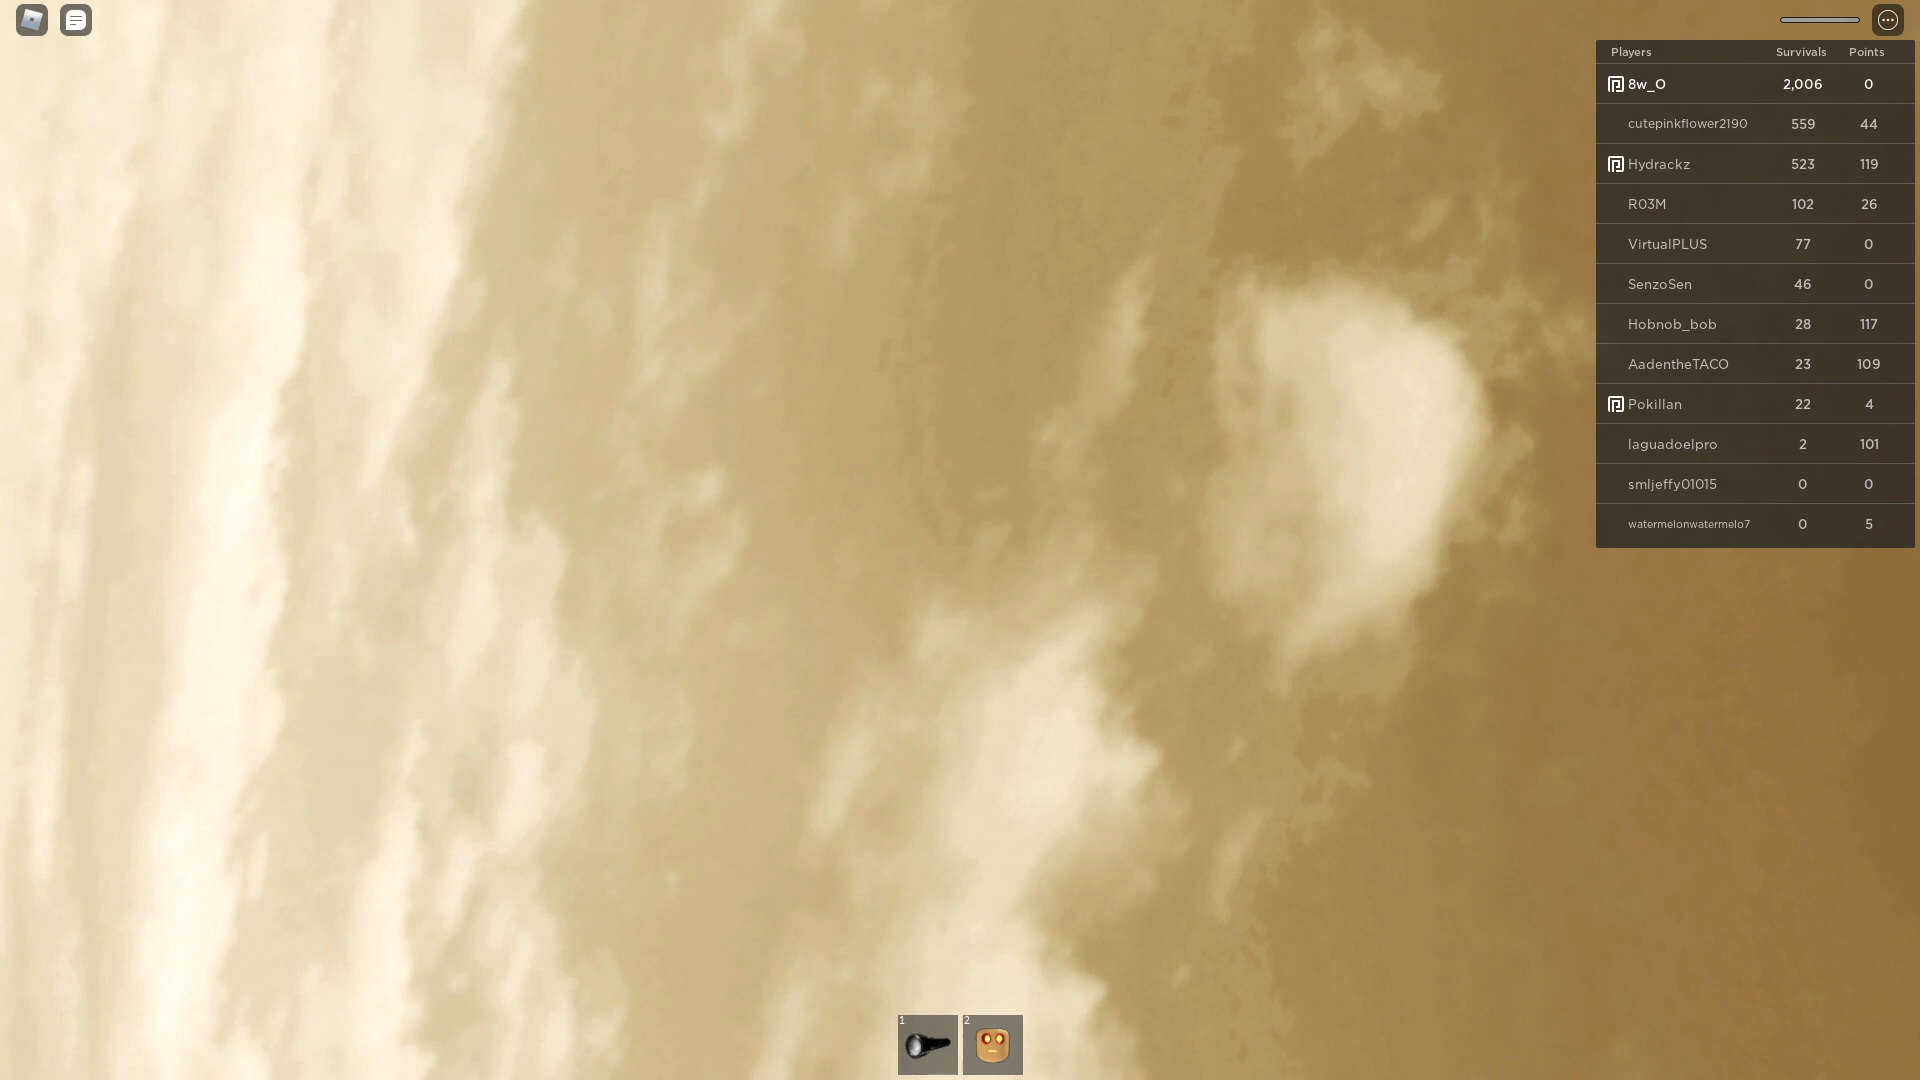 Players Survivals Points
8w_O 2,006 0
cutepinkflower2190 559 44
Hydrackz 523 119
R03M 102 26
VirtualPLUS 77 0
SenzoSen 46 0
Hobnob_bob 28 117
AadentheTACO 23 109
Pokillan 22 4
laguadoelpro 2 101
smljeffy01015 0 0
watermelonwatermelo7 0 5
1 2